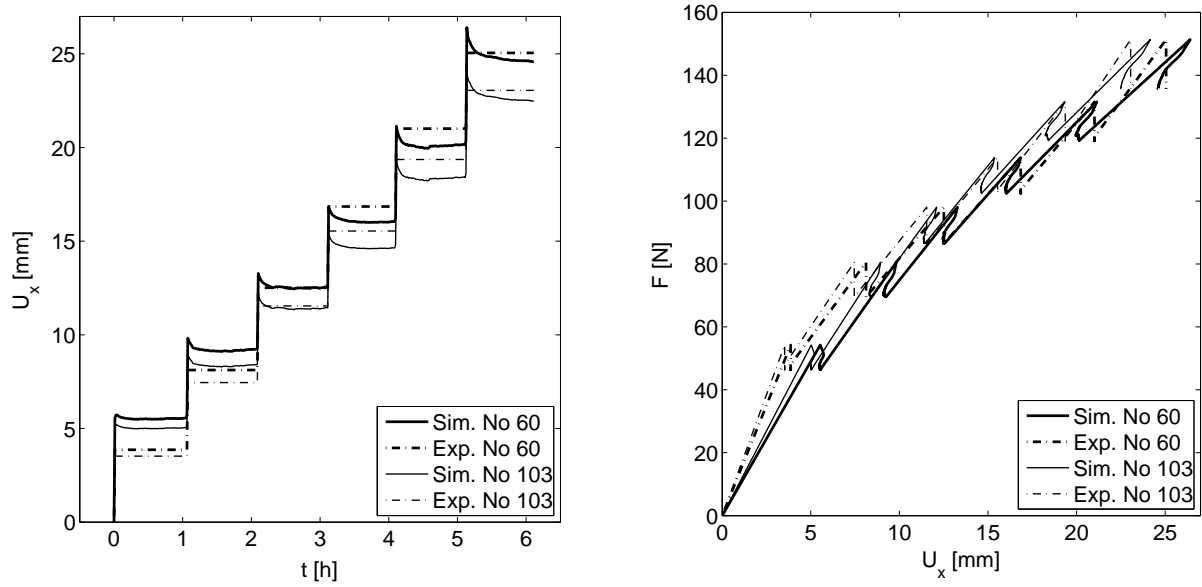 25
20
15
10
5
0
U_x [mm]
0 1 2 3 4 5 6
t [h]
Sim. No 60
Exp. No 60
Sim. No 103
Exp. No 103
160
140
120
100
80
60
40
20
0
F [N]
0 5 10 15 20 25
U_x [mm]
Sim. No 60
Exp. No 60
Sim. No 103
Exp. No 103